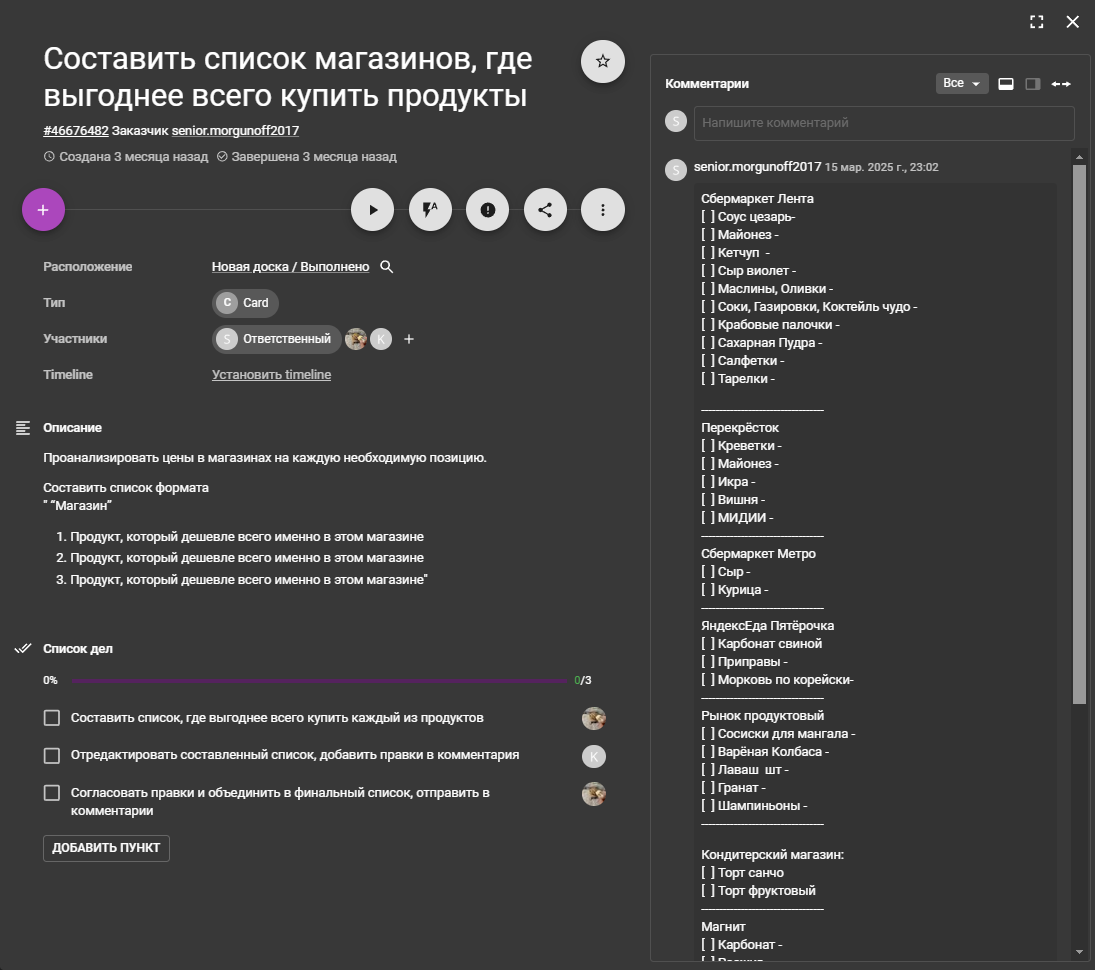 Составить список магазинов, где
выгоднее всего купить продукты
#46676482 Заказчик senior.morgunoff2017
Создана 3 месяца назад Завершена 3 месяца назад
Расположение Новая доска / Выполнено
Тип C Card
Участники S Ответственный K +
Timeline Установить timeline
Описание
Проанализировать цены в магазинах на каждую необходимую позицию.
Составить список формата
" “Магазин”
1. Продукт, который дешевле всего именно в этом магазине
2. Продукт, который дешевле всего именно в этом магазине
3. Продукт, который дешевле всего именно в этом магазине"
Список дел
0% 0/3
Составить список, где выгоднее всего купить каждый из продуктов
Отредактировать составленный список, добавить правки в комментария K
Согласовать правки и объединить в финальный список, отправить в
комментарии
ДОБАВИТЬ ПУНКТ
Комментарии Все
S Напишите комментарий
S senior.morgunoff2017 15 мар. 2025 г., 23:02
Сбермаркет Лента
[ ] Соус цезарь-
[ ] Майонез -
[ ] Кетчуп -
[ ] Сыр виолет -
[ ] Маслины, Оливки -
[ ] Соки, Газировки, Коктейль чудо -
[ ] Крабовые палочки -
[ ] Сахарная Пудра -
[ ] Салфетки -
[ ] Тарелки -
----------------------------------
Перекрёсток
[ ] Креветки -
[ ] Майонез -
[ ] Икра -
[ ] Вишня -
[ ] МИДИИ -
----------------------------------
Сбермаркет Метро
[ ] Сыр -
[ ] Курица -
----------------------------------
ЯндексЕда Пятёрочка
[ ] Карбонат свиной
[ ] Приправы -
[ ] Морковь по корейски-
----------------------------------
Рынок продуктовый
[ ] Сосиски для мангала -
[ ] Варёная Колбаса -
[ ] Лаваш шт -
[ ] Гранат -
[ ] Шампиньоны -
----------------------------------
Кондитерский магазин:
[ ] Торт санчо
[ ] Торт фруктовый
----------------------------------
Магнит
[ ] Карбонат -